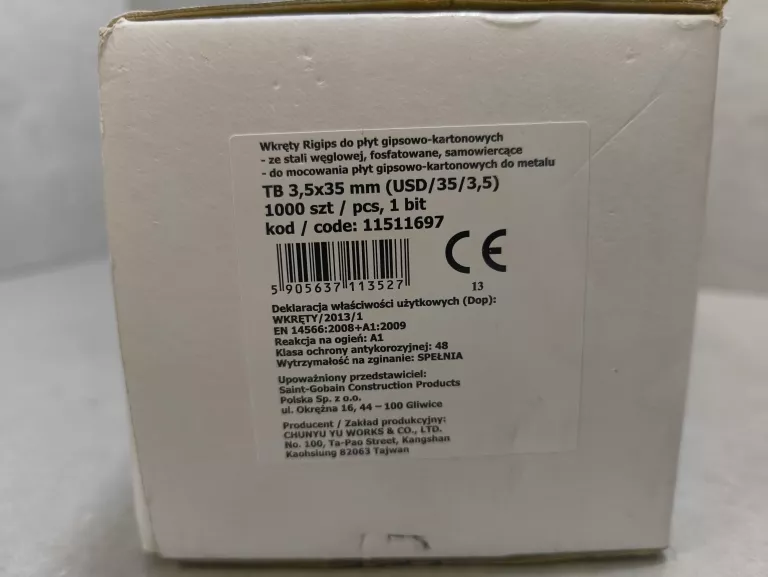 Wkręty Rigips do płyt gipsowo-kartonowych
- ze stali węglowej, fosfatowane, samowiercące
- do mocowania płyt gipsowo-kartonowych do metalu
TB 3,5x35 mm (USD/35/3,5)
1000 szt / pcs, 1 bit
kod / code: 11511697
CE
5 905637 113527
13
Deklaracja właściwości użytkowych (Dop):
WKRĘTY/2013/1
EN 14566:2008+A1:2009
Reakcja na ogień: A1
Klasa ochrony antykorozyjnej: 48
Wytrzymałość na zginanie: SPEŁNIA
Upoważniony przedstawiciel:
Saint-Gobain Construction Products
Polska Sp. z o.o.
ul. Okrężna 16, 44 – 100 Gliwice
Producent / Zakład produkcyjny:
CHUNYU YU WORKS & CO., LTD.
No. 100, Ta-Pao Street, Kangshan
Kaohsiung 82063 Tajwan